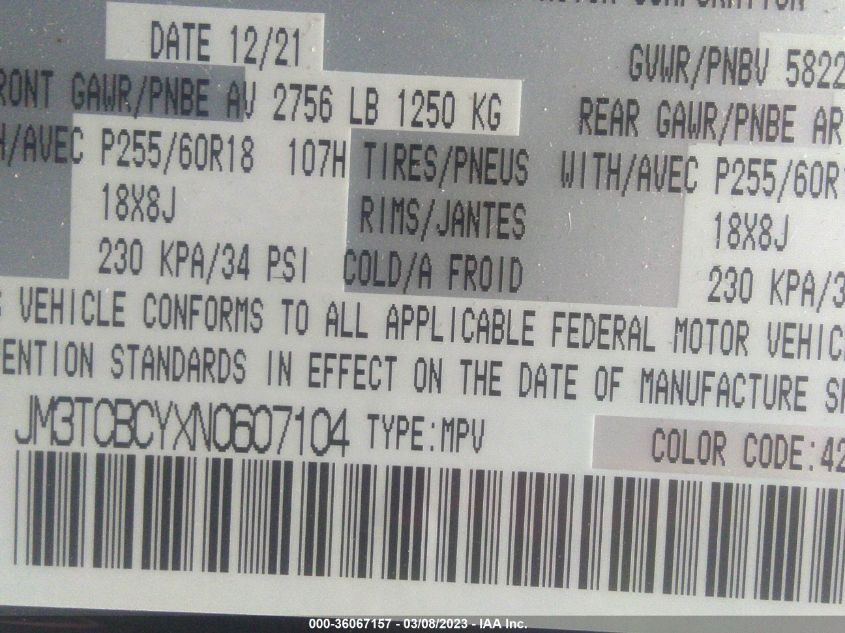 CORPORATION
DATE 12/21
GVWR/PNBV 5822
FRONT GAWR/PNBE AV 2756 LB 1250 KG REAR GAWR/PNBE AR
WITH/AVEC P255/60R18 107H TIRES/PNEUS WITH/AVEC P255/60R
18X8J RIMS/JANTES 18X8J
230 KPA/34 PSI COLD/A FROID 230 KPA/3
VEHICLE CONFORMS TO ALL APPLICABLE FEDERAL MOTOR VEHIC
ENTION STANDARDS IN EFFECT ON THE DATE OF MANUFACTURE
JM3TCBCYXN0607104 TYPE:MPV COLOR CODE:42
000-36067157 - 03/08/2023 - IAA Inc.